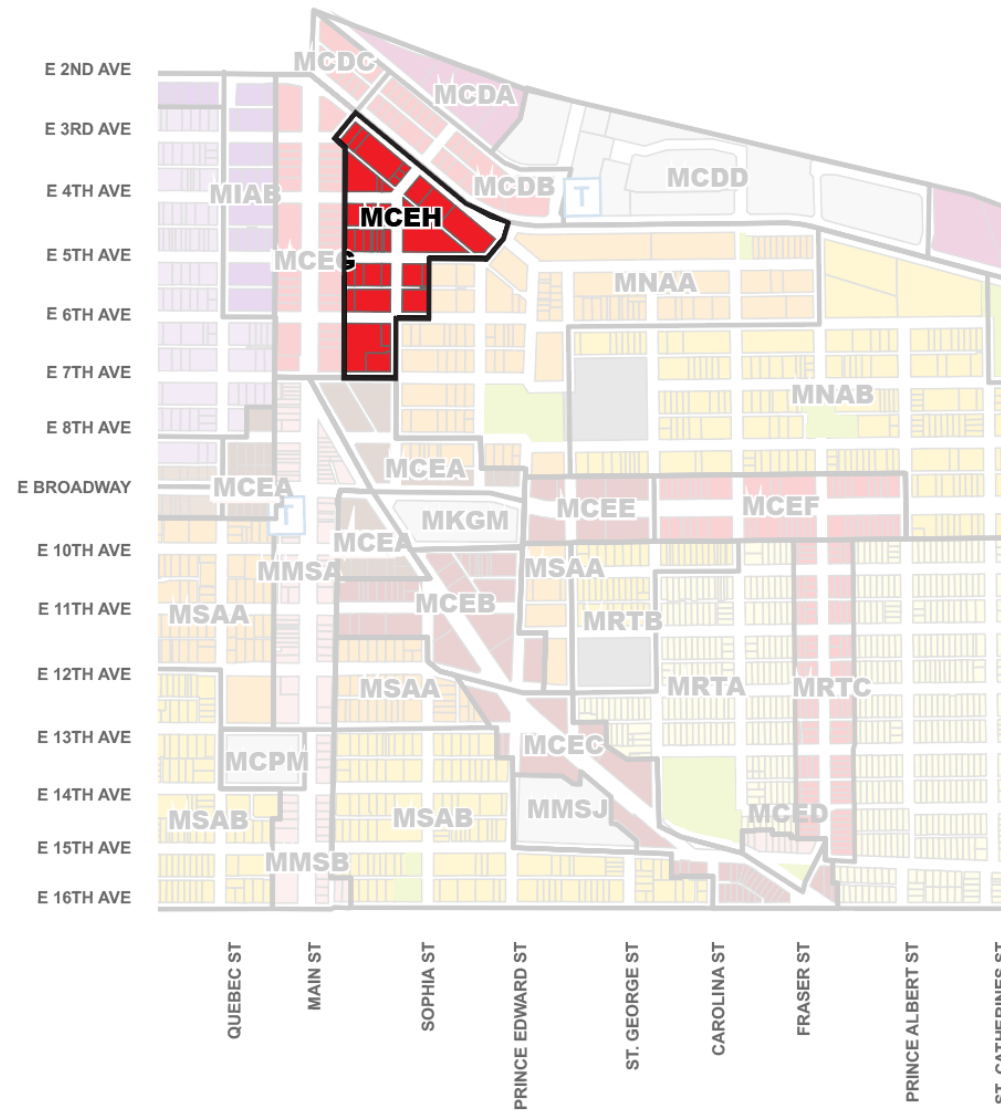 MCDC
E 2ND AVE
MCDA
E 3RD AVE
MCDB
MCDD
T
E 4TH AVE
MIAB
MCEH
E 5TH AVE
MCEG
MNAA
E 6TH AVE
E 7TH AVE
MNAB
E 8TH AVE
MCEA
E BROADWAY
MCEA
MCEE
MCEF
T
MKGM
MCEA
E 10TH AVE
MMSA
MSAA
E 11TH AVE
MSAA
MCEB
MRTB
E 12TH AVE
MSAA
MRTA
MRTC
E 13TH AVE
MCPM
MCEC
E 14TH AVE
MSAB
MSAB
MMSJ
MCED
E 15TH AVE
MMSB
E 16TH AVE
QUEBEC ST
MAIN ST
SOPHIA ST
PRINCE EDWARD ST
ST. GEORGE ST
CAROLINA ST
FRASER ST
PRINCE ALBERT ST
ST. CATHERINES ST